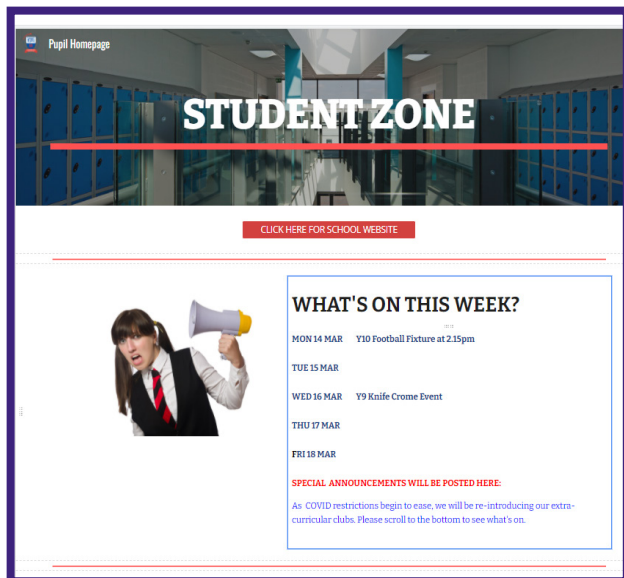 Pupil Homepage
STUDENT ZONE
CLICK HERE FOR SCHOOL WEBSITE
WHAT'S ON THIS WEEK?
MON 14 MAR Y10 Football Fixture at 2.15pm
TUE 15 MAR
WED 16 MAR Y9 Knife Crome Event
THU 17 MAR
FRI 18 MAR
SPECIAL ANNOUNCEMENTS WILL BE POSTED HERE:
As COVID restrictions begin to ease, we will be re-introducing our extra-
curricular clubs. Please scroll to the bottom to see what's on.